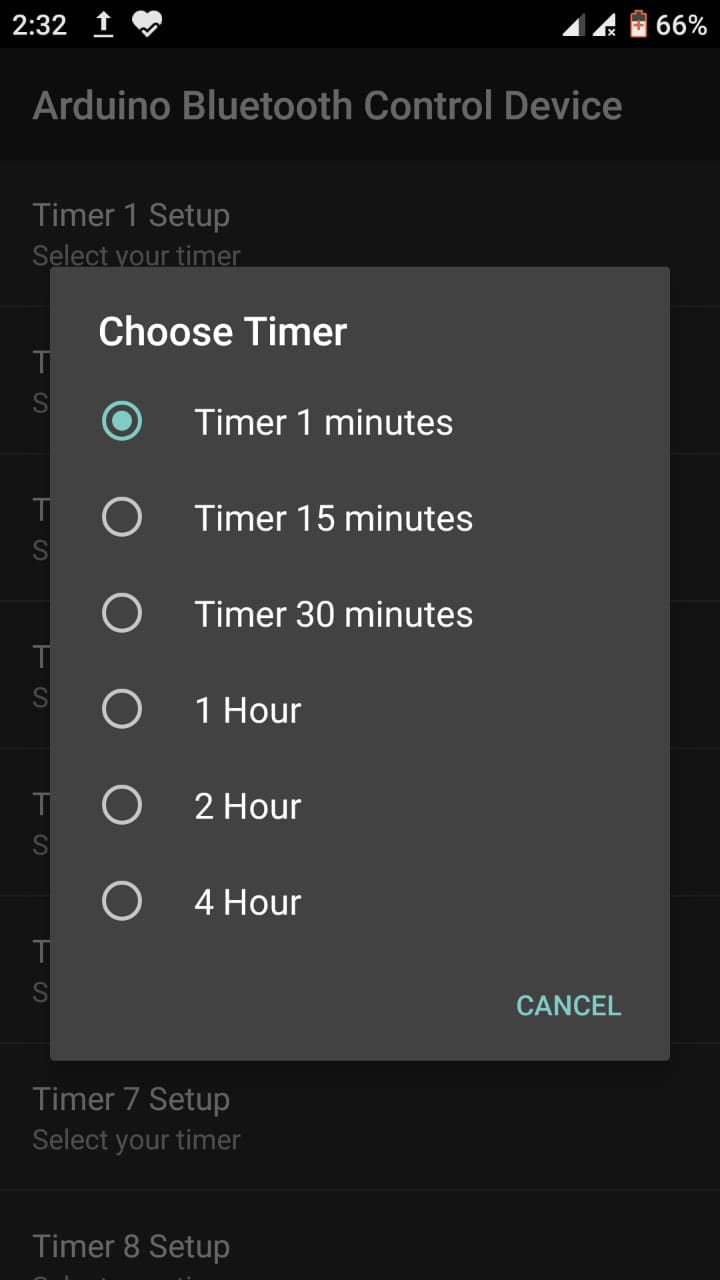 2:32
66%
Arduino Bluetooth Control Device
Timer 1 Setup
Select your timer
Choose Timer
Timer 1 minutes
Timer 15 minutes
Timer 30 minutes
1 Hour
2 Hour
4 Hour
CANCEL
Timer 7 Setup
Select your timer
Timer 8 Setup